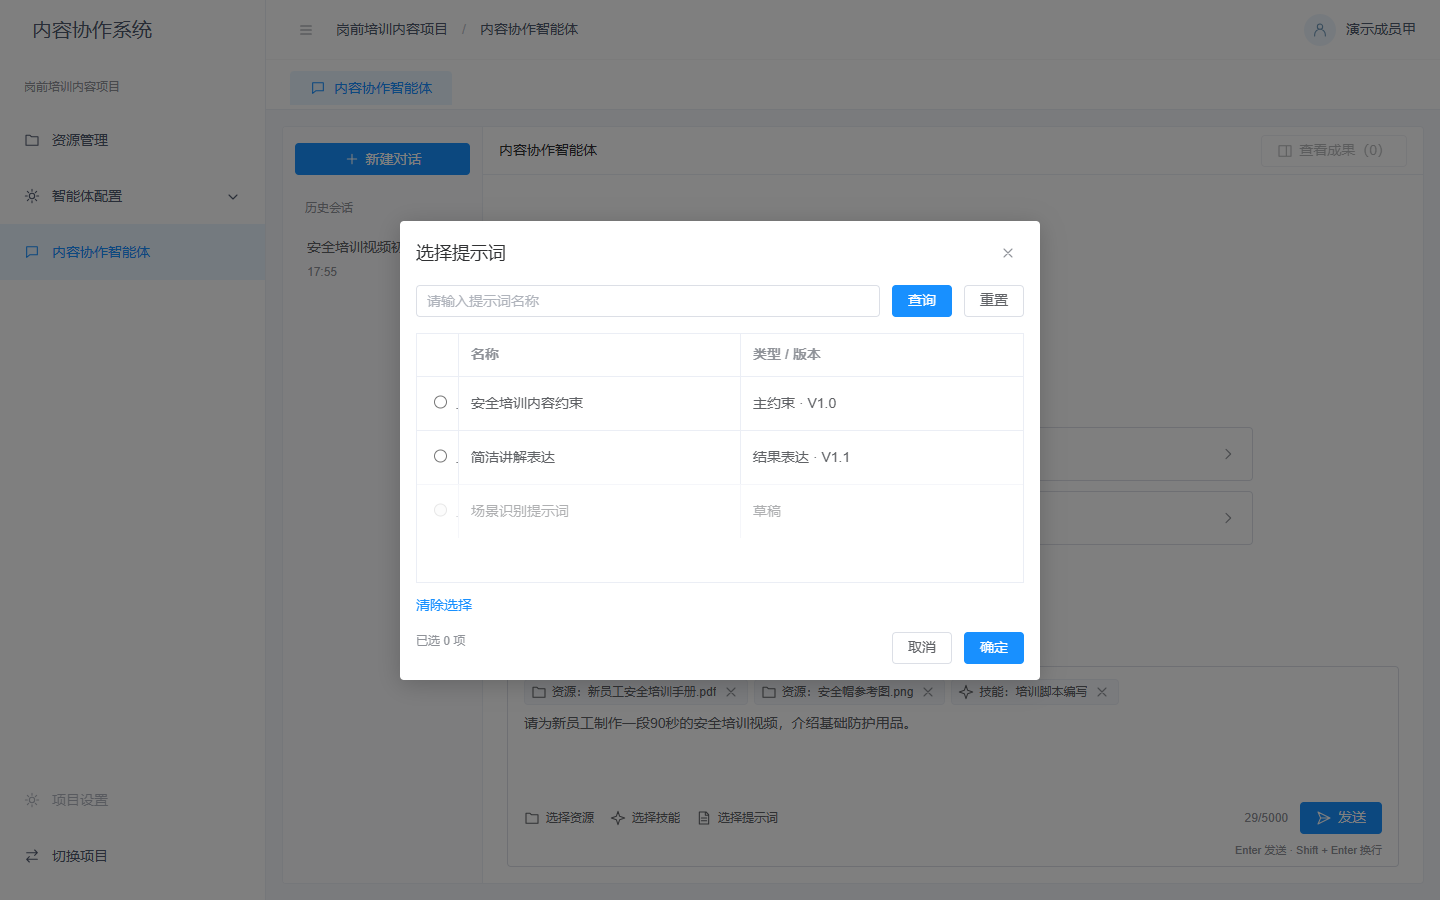 内容协作系统
岗前培训内容项目 / 内容协作智能体
演示成员甲
岗前培训内容项目
资源管理
智能体配置
内容协作智能体
项目设置
切换项目
内容协作智能体
新建对话
历史会话
安全培训视频
17:55
内容协作智能体
查看成果（0）
选择提示词
请输入提示词名称
查询
重置
名称
类型 / 版本
安全培训内容约束
主约束 · V1.0
简洁讲解表达
结果表达 · V1.1
场景识别提示词
草稿
清除选择
已选 0 项
取消
确定
资源：新员工安全培训手册.pdf
资源：安全帽参考图.png
技能：培训脚本编写
请为新员工制作一段90秒的安全培训视频，介绍基础防护用品。
选择资源
选择技能
选择提示词
29/5000
发送
Enter 发送 · Shift + Enter 换行